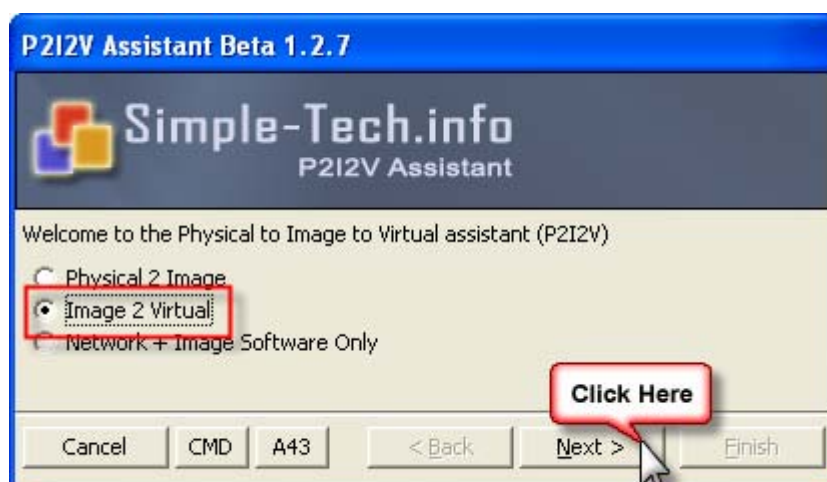 P2I2V Assistant Beta 1.2.7
Simple-Tech.info
P2I2V Assistant
Welcome to the Physical to Image to Virtual assistant (P2I2V)
Physical 2 Image
Image 2 Virtual
Network + Image Software Only
Click Here
Cancel CMD A43 < Back Next > Finish